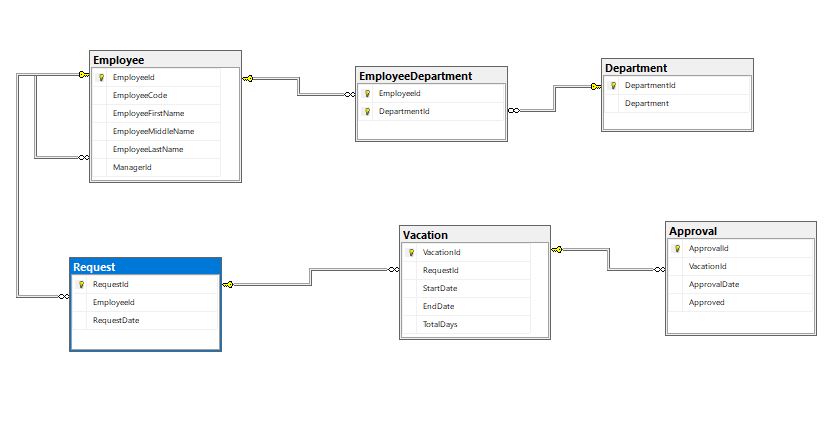 Employee
EmployeeId
EmployeeCode
EmployeeFirstName
EmployeeMiddleName
EmployeeLastName
ManagerId
EmployeeDepartment
EmployeeId
DepartmentId
Department
DepartmentId
Department
Request
RequestId
EmployeeId
RequestDate
Vacation
VacationId
RequestId
StartDate
EndDate
TotalDays
Approval
ApprovalId
VacationId
ApprovalDate
Approved